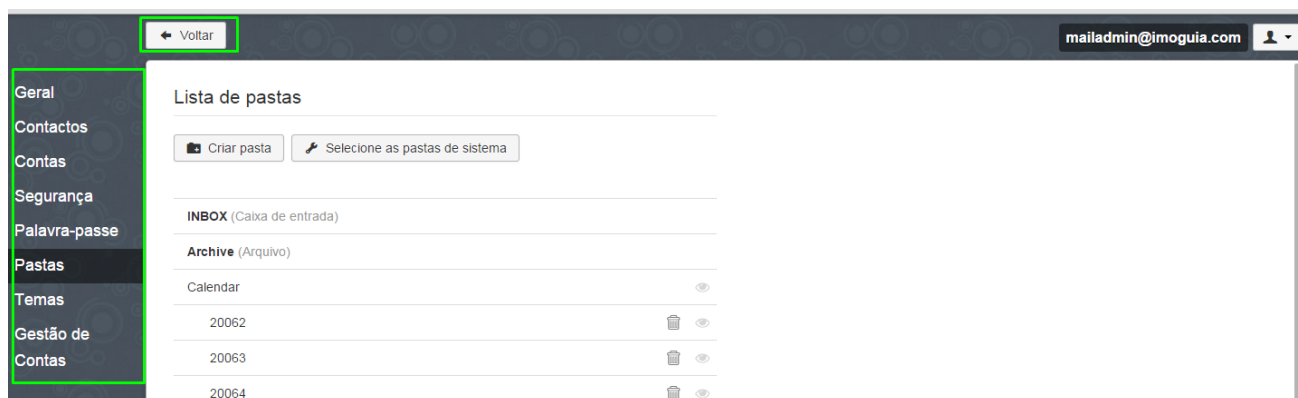 Voltar
mailadmin@imoguia.com
Geral
Contactos
Contas
Segurança
Palavra-passe
Pastas
Temas
Gestão de
Contas
Lista de pastas
Criar pasta
Selecione as pastas de sistema
INBOX (Caixa de entrada)
Archive (Arquivo)
Calendar
20062
20063
20064